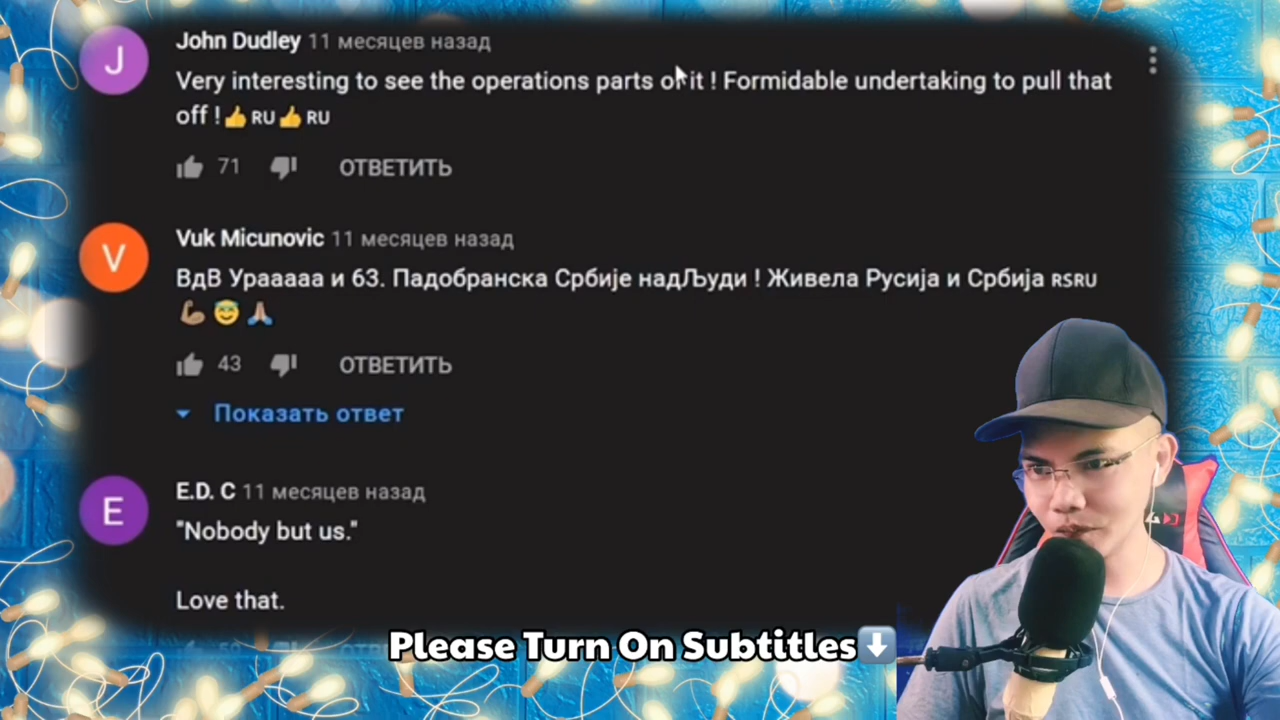 John Dudley 11 месяцев назад
Very interesting to see the operations parts of it ! Formidable undertaking to pull that
off !👍 RU👍 RU
71 ОТВЕТИТЬ
Vuk Micunovic 11 месяцев назад
ВдВ Урааааа и 63. Падобранска Србије надЉуди ! Живела Русија и Србија RSRU
💪🏽 😇 🙏🏽
43 ОТВЕТИТЬ
Показать ответ
E.D. C 11 месяцев назад
"Nobody but us."
Love that.
Please Turn On Subtitles⬇️
J
V
E